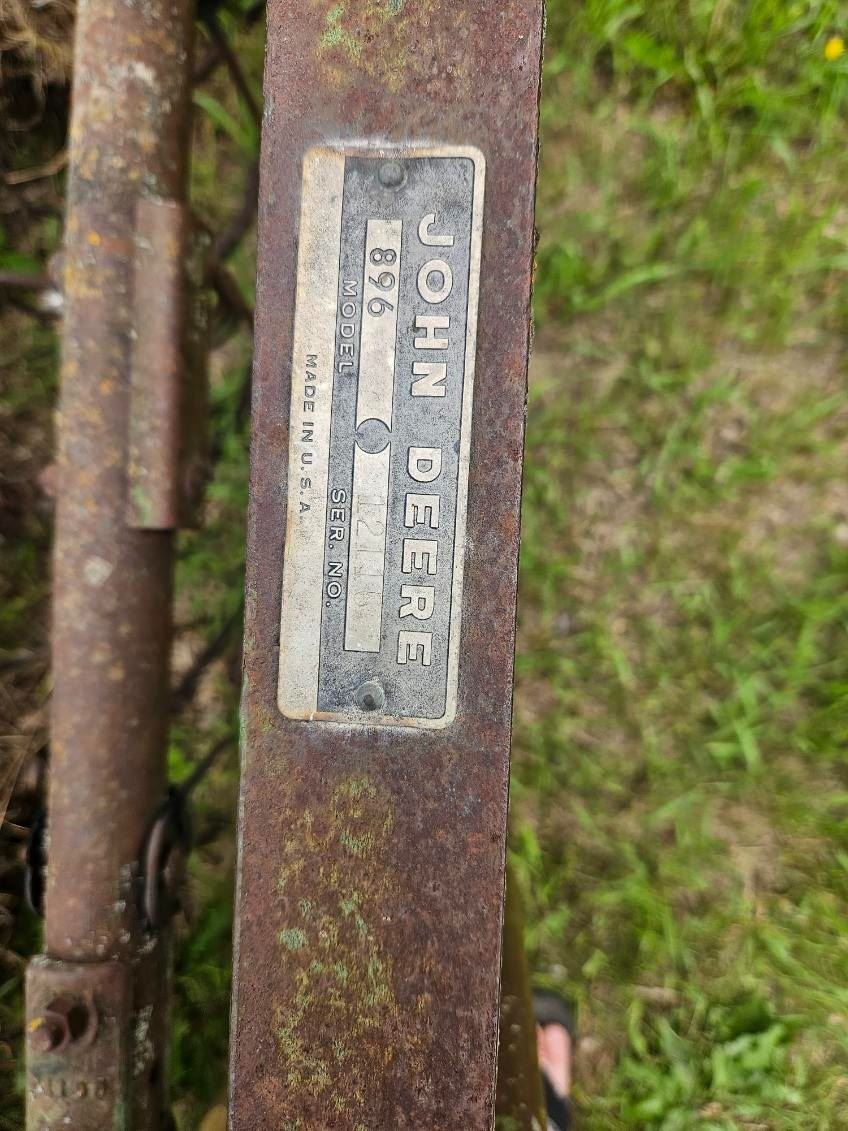 JOHN DEERE
896
MODEL SER. NO.
MADE IN U. S. A.